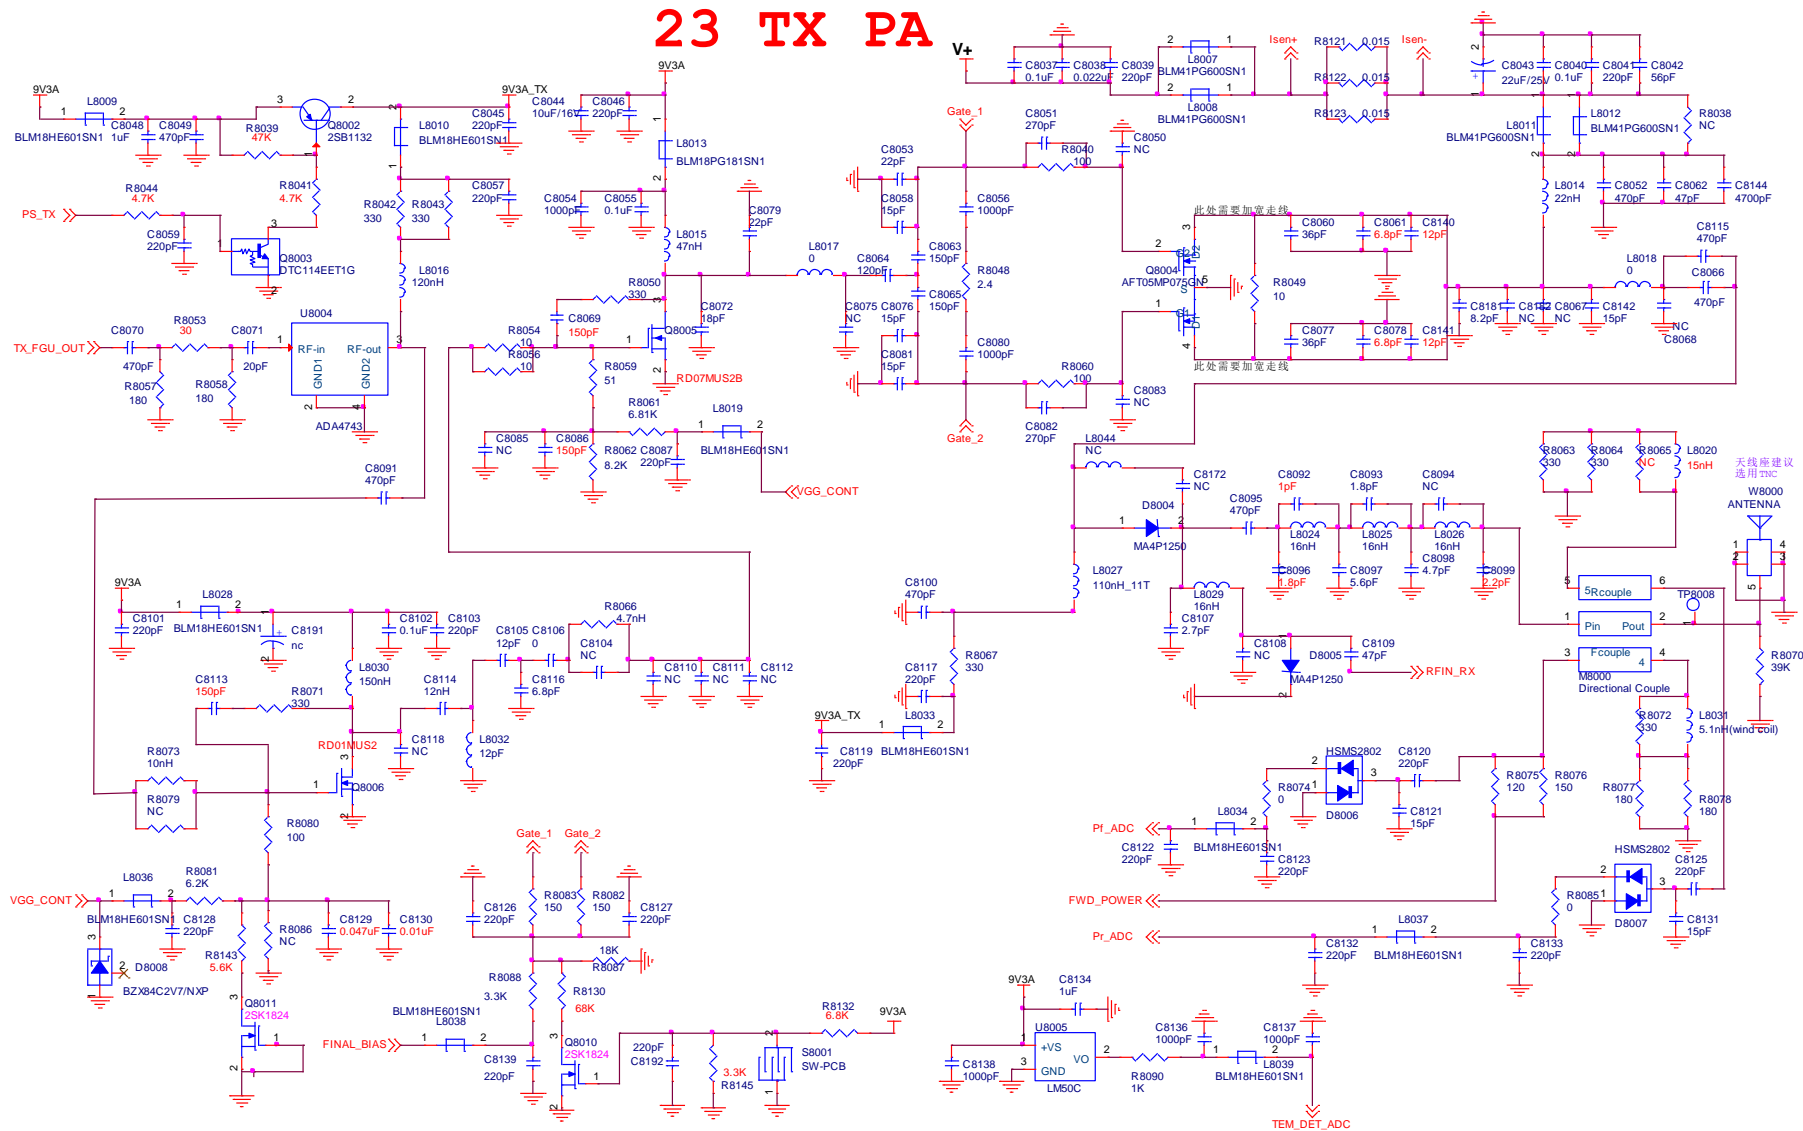 23 TX PA
V+
9V3A
L8009
1
2
BLM18HE601SN1
C8048
1uF
C8049
470pF
3
2
Q8002
2SB1132
R8039
47K
1
L8010
BLM18HE601SN1
9V3A_TX
C8045
220pF
C8057
220pF
R8044
4.7K
PS_TX
C8059
220pF
R8041
4.7K
Q8003
DTC114EET1G
R8042
330
R8043
330
L8016
120nH
TX_FGU_OUT
C8070
470pF
R8053
30
C8071
20pF
R8057
180
R8058
180
U8004
RF-in
RF-out
GND1
GND2
ADA4743
C8091
470pF
9V3A
C8044
10uF/16V
C8046
220pF
L8013
BLM18PG181SN1
C8054
1000pF
C8055
0.1uF
L8015
47nH
C8079
22pF
R8050
330
C8069
150pF
R8054
10
R8056
10
Q8005
RD07MUS2B
C8072
18pF
R8059
51
R8061
6.81K
L8019
BLM18HE601SN1
C8085
NC
C8086
150pF
R8062
8.2K
C8087
220pF
VGG_CONT
L8017
0
C8064
120pF
C8075
NC
C8053
22pF
C8058
15pF
C8063
150pF
C8065
150pF
C8076
15pF
C8081
15pF
Gate_1
C8056
1000pF
R8048
2.4
C8080
1000pF
Gate_2
C8051
270pF
R8040
100
C8050
NC
R8060
100
C8082
270pF
C8083
NC
Q8004
AFT05MP075GN
此处需要加宽走线
此处需要加宽走线
C8037
0.1uF
C8038
0.022uF
C8039
220pF
L8007
BLM41PG600SN1
L8008
BLM41PG600SN1
Isen+
Isen-
R8121 0.015
R8122 0.015
R8123 0.015
C8043
22uF/25V
C8040
0.1uF
C8041
220pF
C8042
56pF
L8011
BLM41PG600SN1
L8012
BLM41PG600SN1
R8038
NC
L8014
22nH
C8052
470pF
C8062
47pF
C8144
4700pF
C8060
36pF
C8061
6.8pF
C8140
12pF
R8049
10
C8077
36pF
C8078
6.8pF
C8141
12pF
C8181
8.2pF
C8182
NC
C8067
NC
C8142
15pF
L8018
0
C8115
470pF
C8066
470pF
NC
C8068
L8044
NC
C8172
NC
D8004
MA4P1250
C8095
470pF
C8092
1pF
L8024
16nH
C8093
1.8pF
L8025
16nH
C8094
NC
L8026
16nH
C8096
1.8pF
C8097
5.6pF
C8098
4.7pF
C8099
2.2pF
L8027
110nH_11T
L8029
16nH
C8107
2.7pF
C8108
NC
D8005
MA4P1250
C8109
47pF
RFIN_RX
R8063
330
R8064
330
R8065
NC
L8020
15nH
天线座建议
选用TNC
W8000
ANTENNA
Rcouple
Pin
Pout
Fcouple
M8000
Directional Couple
TP8008
R8070
39K
R8072
330
L8031
5.1nH(wind coil)
R8077
180
R8078
180
9V3A
C8101
220pF
L8028
BLM18HE601SN1
C8191
nc
C8102
0.1uF
C8103
220pF
L8030
150nH
C8113
150pF
R8071
330
RD01MUS2
Q8006
R8073
10nH
R8079
NC
R8080
100
C8118
NC
C8114
12nH
L8032
12pF
C8105
12pF
C8106
0
C8116
6.8pF
R8066
4.7nH
C8104
NC
C8110
NC
C8111
NC
C8112
NC
C8100
470pF
C8117
220pF
R8067
330
9V3A_TX
L8033
BLM18HE601SN1
C8119
220pF
HSMS2802
D8006
R8074
0
C8120
220pF
C8121
15pF
R8075
120
R8076
150
Pf_ADC
L8034
BLM18HE601SN1
C8122
220pF
C8123
220pF
FWD_POWER
Pr_ADC
L8037
BLM18HE601SN1
C8132
220pF
C8133
220pF
R8085
0
HSMS2802
D8007
C8125
220pF
C8131
15pF
VGG_CONT
L8036
BLM18HE601SN1
R8081
6.2K
C8128
220pF
D8008
BZX84C2V7/NXP
R8143
5.6K
R8086
NC
C8129
0.047uF
C8130
0.01uF
Q8011
2SK1824
Gate_1
Gate_2
C8126
220pF
R8083
150
R8082
150
C8127
220pF
18K
R8087
R8088
3.3K
R8130
68K
FINAL_BIAS
BLM18HE601SN1
L8038
C8139
220pF
Q8010
2SK1824
220pF
C8192
3.3K
R8145
S8001
SW-PCB
R8132
6.8K
9V3A
9V3A
C8134
1uF
U8005
+VS
VO
GND
LM50C
C8138
1000pF
R8090
1K
C8136
1000pF
L8039
BLM18HE601SN1
C8137
1000pF
TEM_DET_ADC